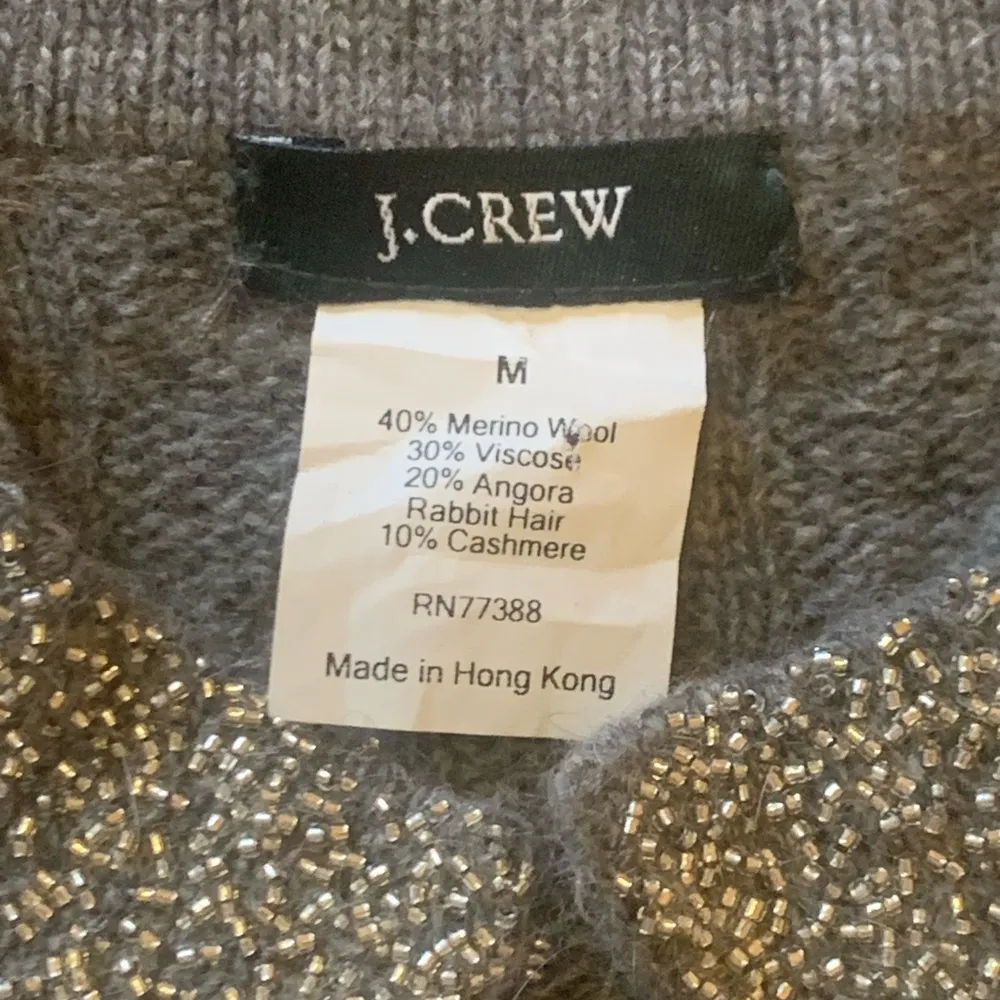 J.CREW
M
40% Merino Wool
30% Viscose
20% Angora
Rabbit Hair
10% Cashmere
RN77388
Made in Hong Kong